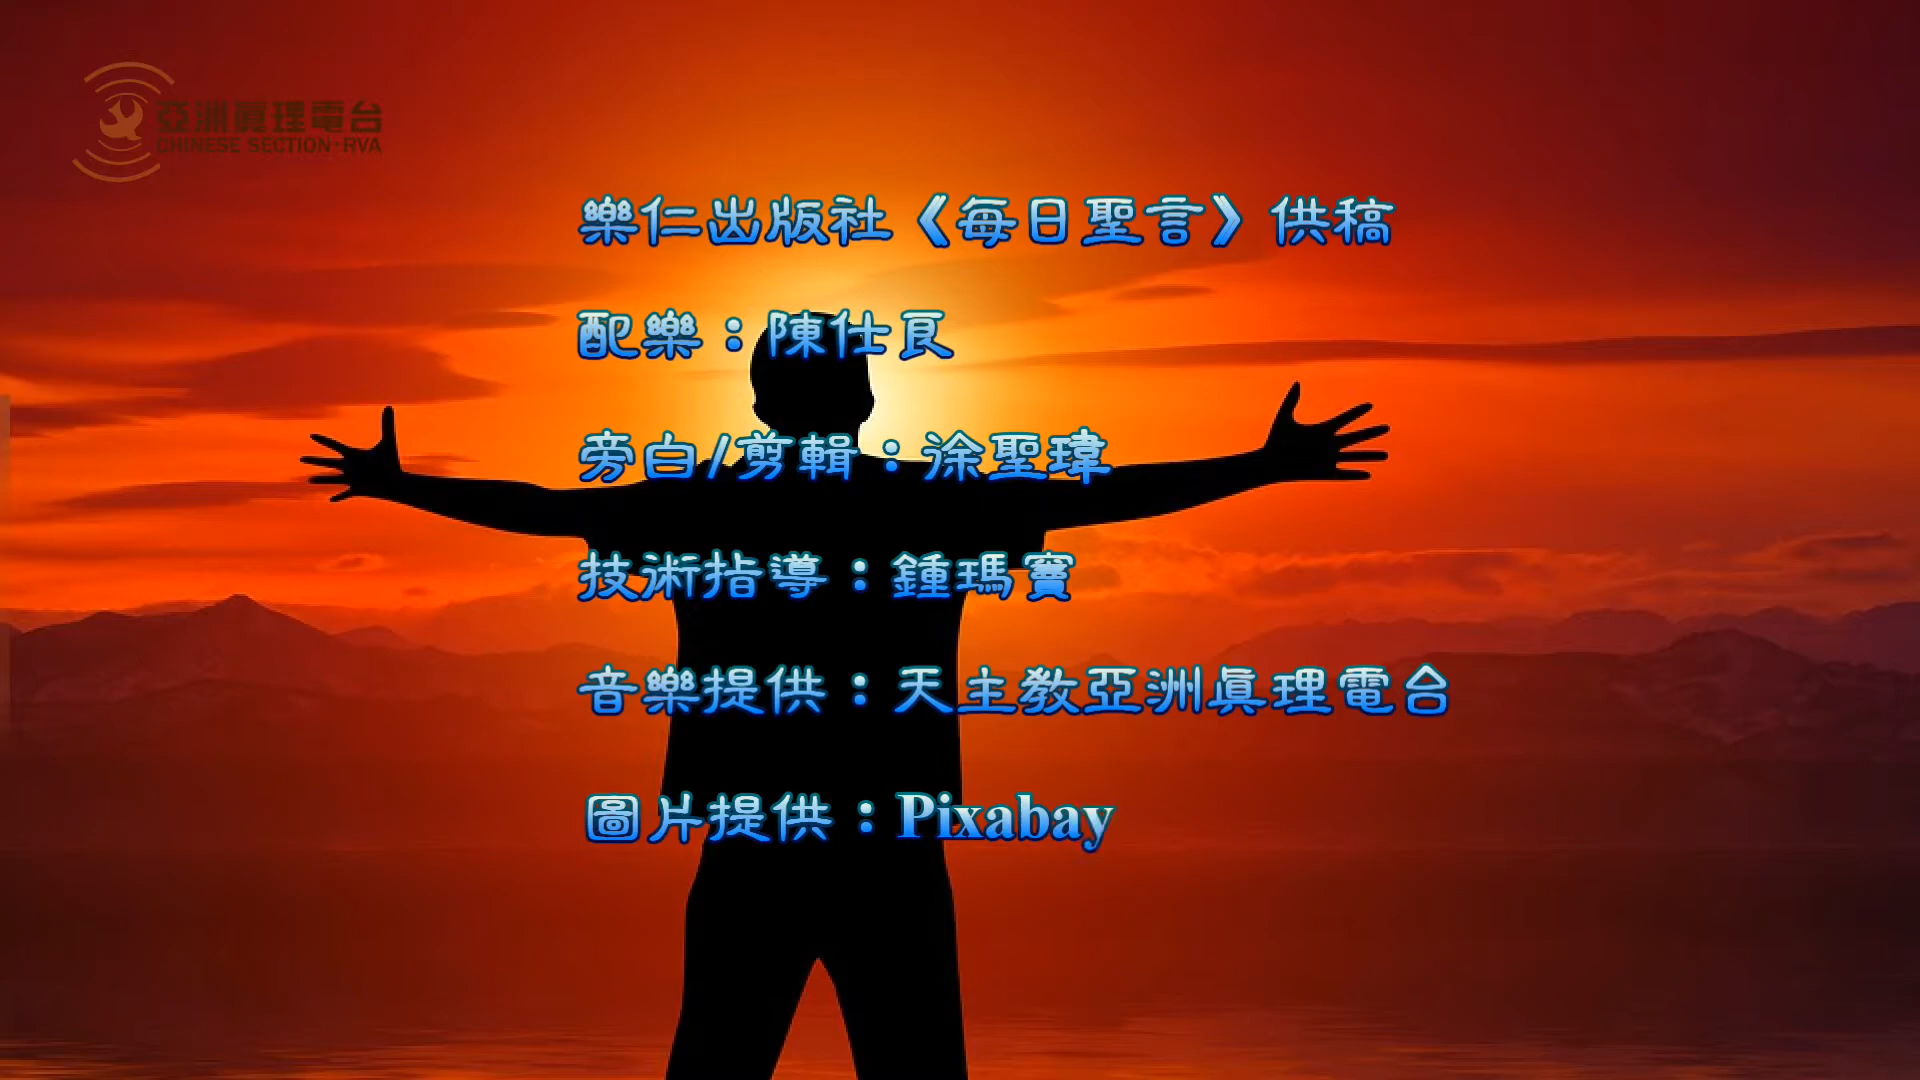 亞洲眞理電台
CHINESE SECTION·RVA
樂仁出版社《每日聖言》供稿
配樂：陳仕良
旁白/剪輯：涂聖瑋
技術指導：鍾瑪竇
音樂提供：天主教亞洲眞理電台
圖片提供：Pixabay